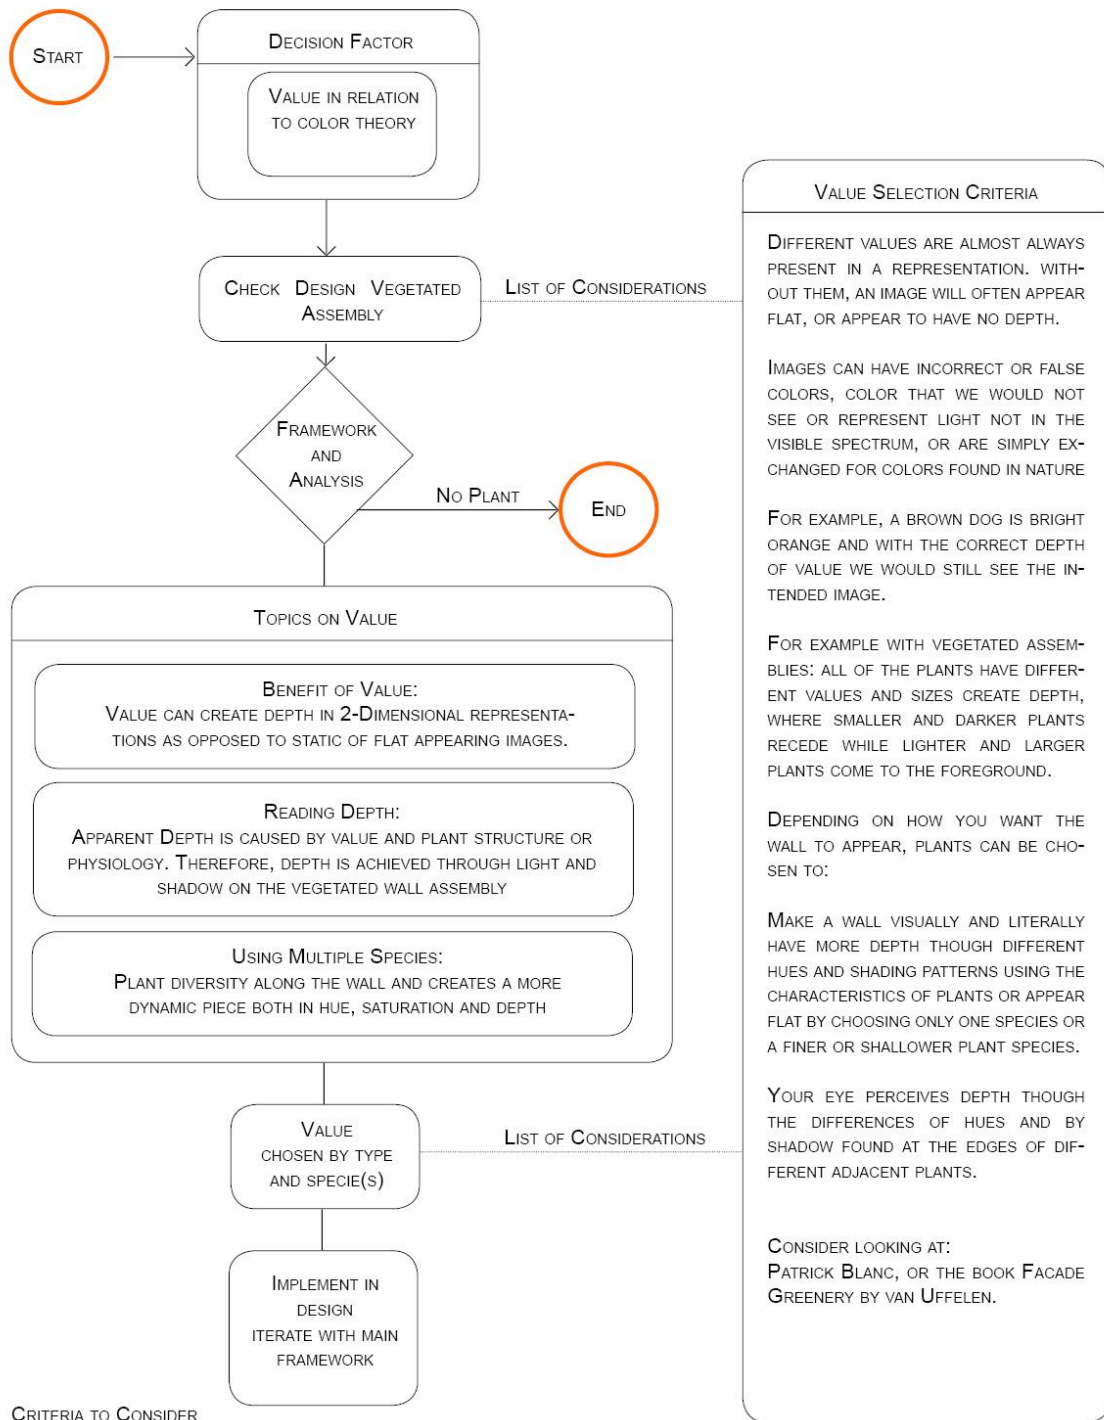 Start
Decision Factor
Value in relation
to color theory
Check Design Vegetated
Assembly
List of Considerations
Framework
and
Analysis
No Plant
End
Topics on Value
Benefit of Value:
Value can create depth in 2-Dimensional representa-
tions as opposed to static of flat appearing images.
Reading Depth:
Apparent Depth is caused by value and plant structure or
physiology. Therefore, depth is achieved through light and
shadow on the vegetated wall assembly
Using Multiple Species:
Plant diversity along the wall and creates a more
dynamic piece both in hue, saturation and depth
Value
chosen by type
and specie(s)
List of Considerations
Implement in
design
iterate with main
framework
Value Selection Criteria
Different values are almost always
present in a representation. with-
out them, an image will often appear
flat, or appear to have no depth.
Images can have incorrect or false
colors, color that we would not
see or represent light not in the
visible spectrum, or are simply ex-
changed for colors found in nature
For example, a brown dog is bright
orange and with the correct depth
of value we would still see the in-
tended image.
For example with vegetated assem-
blies: all of the plants have differ-
ent values and sizes create depth,
where smaller and darker plants
recede while lighter and larger
plants come to the foreground.
Depending on how you want the
wall to appear, plants can be cho-
sen to:
Make a wall visually and literally
have more depth though different
hues and shading patterns using the
characteristics of plants or appear
flat by choosing only one species or
a finer or shallower plant species.
Your eye perceives depth though
the differences of hues and by
shadow found at the edges of dif-
ferent adjacent plants.
Consider looking at:
Patrick Blanc, or the book Facade
Greenery by van Uffelen.
Criteria to Consider